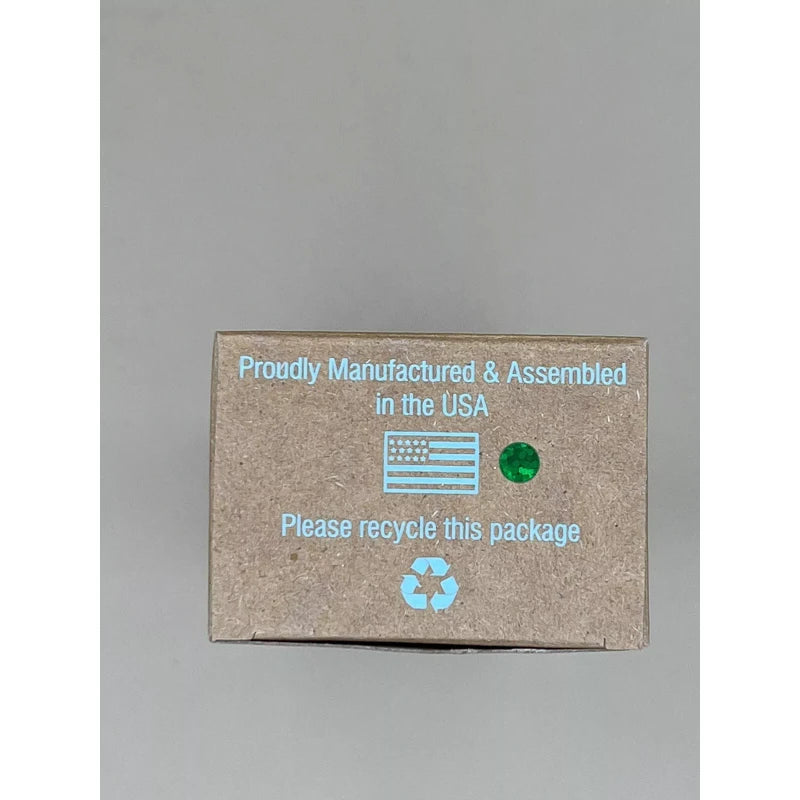 Proudly Manufactured & Assembled
in the USA
Please recycle this package